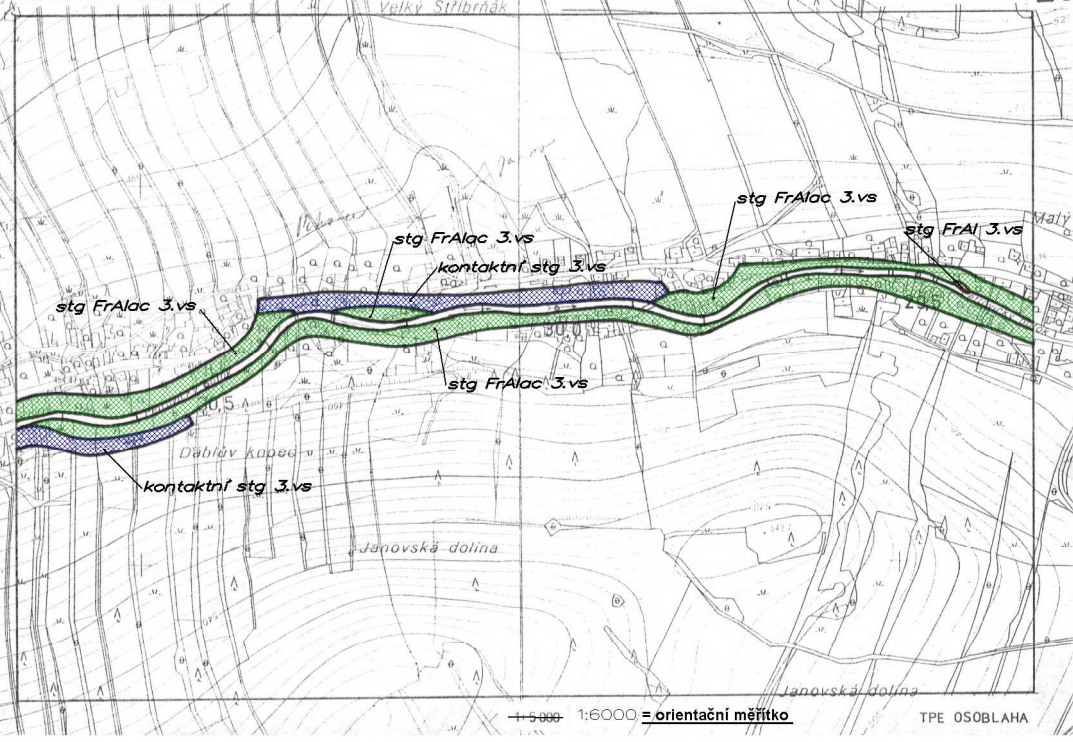 Velký Stříbrňák
stg FrAlac 3.vs
Malý
stg FrAl 3.vs
stg FrAlac 3.vs
kontaktní stg 3.vs
stg FrAlac 3.vs
stg FrAlac 3.vs
Ďáblův kopec
kontaktní stg 3.vs
Janovská dolina
Janovská dolina
1:5000 1:6000 = orientační měřítko
TPE OSOBLAHA